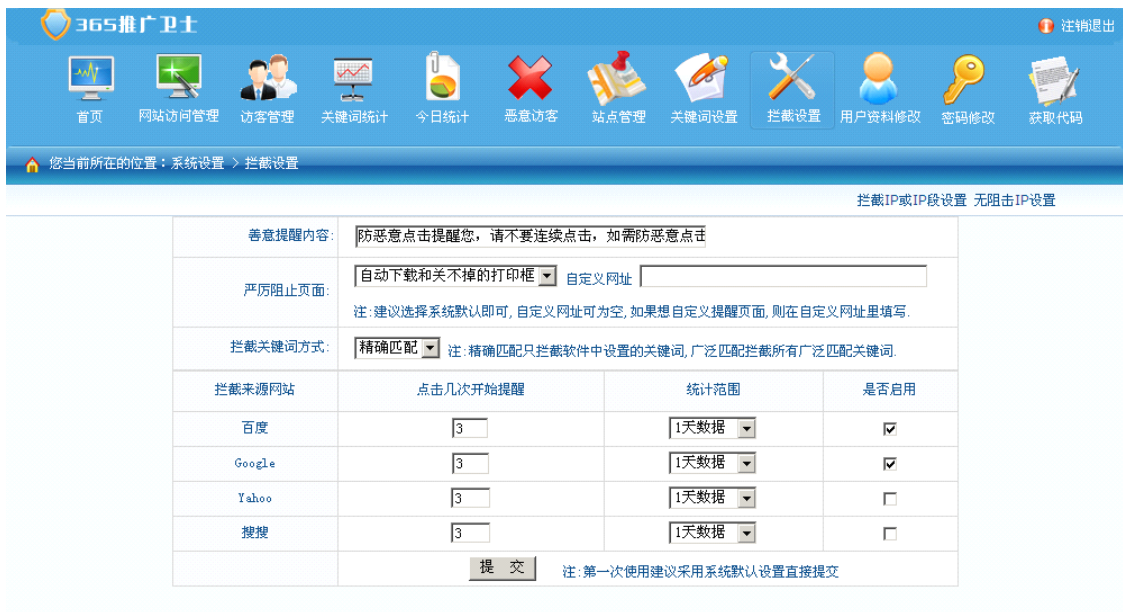 365推广卫士
注销退出
首页 网站访问管理 访客管理 关键词统计 今日统计 恶意访客 站点管理 关键词设置 拦截设置 用户资料修改 密码修改 获取代码
您当前所在的位置：系统设置 > 拦截设置
拦截IP或IP段设置 无阻击IP设置
善意提醒内容: 防恶意点击提醒您，请不要连续点击，如需防恶意点击
严厉阻止页面: 自动下载和关不掉的打印框 自定义网址
注:建议选择系统默认即可,自定义网址可为空,如果想自定义提醒页面,则在自定义网址里填写.
拦截关键词方式: 精确匹配 注:精确匹配只拦截软件中设置的关键词,广泛匹配拦截所有广泛匹配关键词.
拦截来源网站 点击几次开始提醒 统计范围 是否启用
百度 3 1天数据
Google 3 1天数据
Yahoo 3 1天数据
搜搜 3 1天数据
提 交 注:第一次使用建议采用系统默认设置直接提交